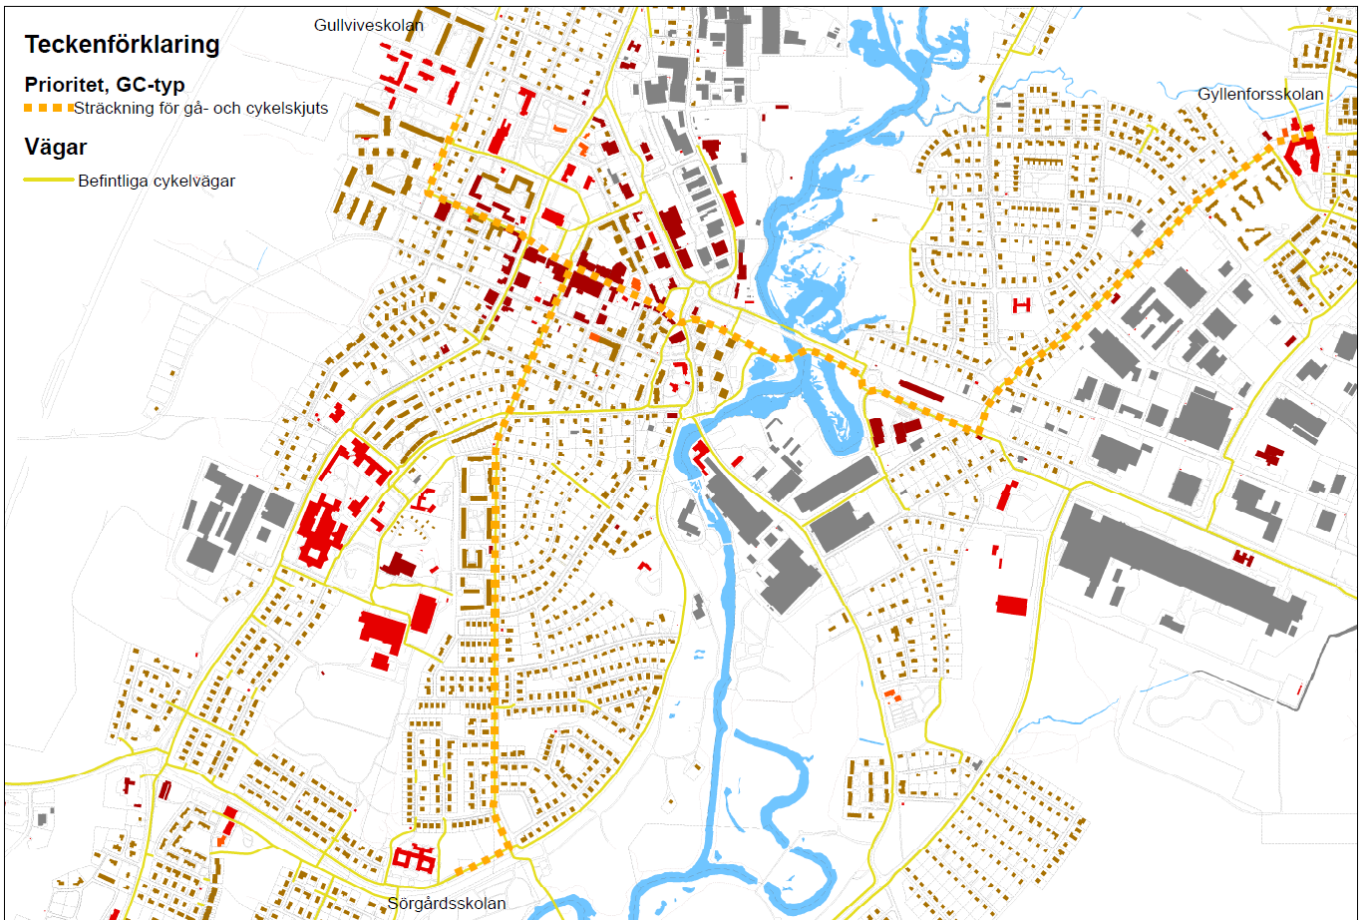 Gullviveskolan
Teckenförklaring
Prioritet, GC-typ
Sträckning för gå- och cykelskjuts
Gyllenforsskolan
Vägar
Befintliga cykelvägar
Sörgårdsskolan